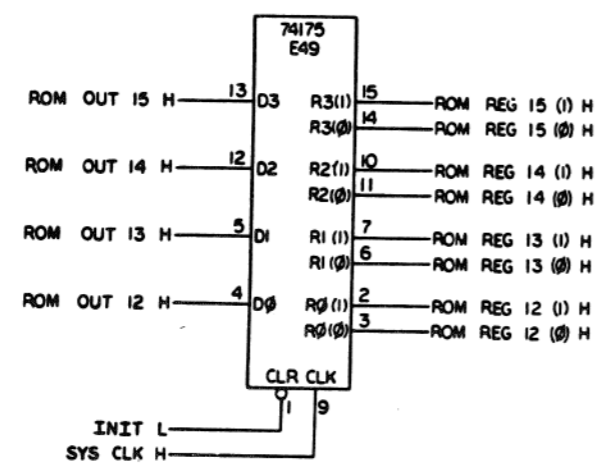 74175
E49
ROM OUT 15 H 13 D3 R3(1) 15 ROM REG 15 (1) H
R3(Ø) 14 ROM REG 15 (Ø) H
ROM OUT 14 H 12 D2 R2(1) 10 ROM REG 14 (1) H
R2(Ø) 11 ROM REG 14 (Ø) H
ROM OUT 13 H 5 D1 R1(1) 7 ROM REG 13 (1) H
R1(Ø) 6 ROM REG 13 (Ø) H
ROM OUT 12 H 4 DØ RØ(1) 2 ROM REG 12 (1) H
RØ(Ø) 3 ROM REG 12 (Ø) H
CLR CLK
1 9
INIT L
SYS CLK H